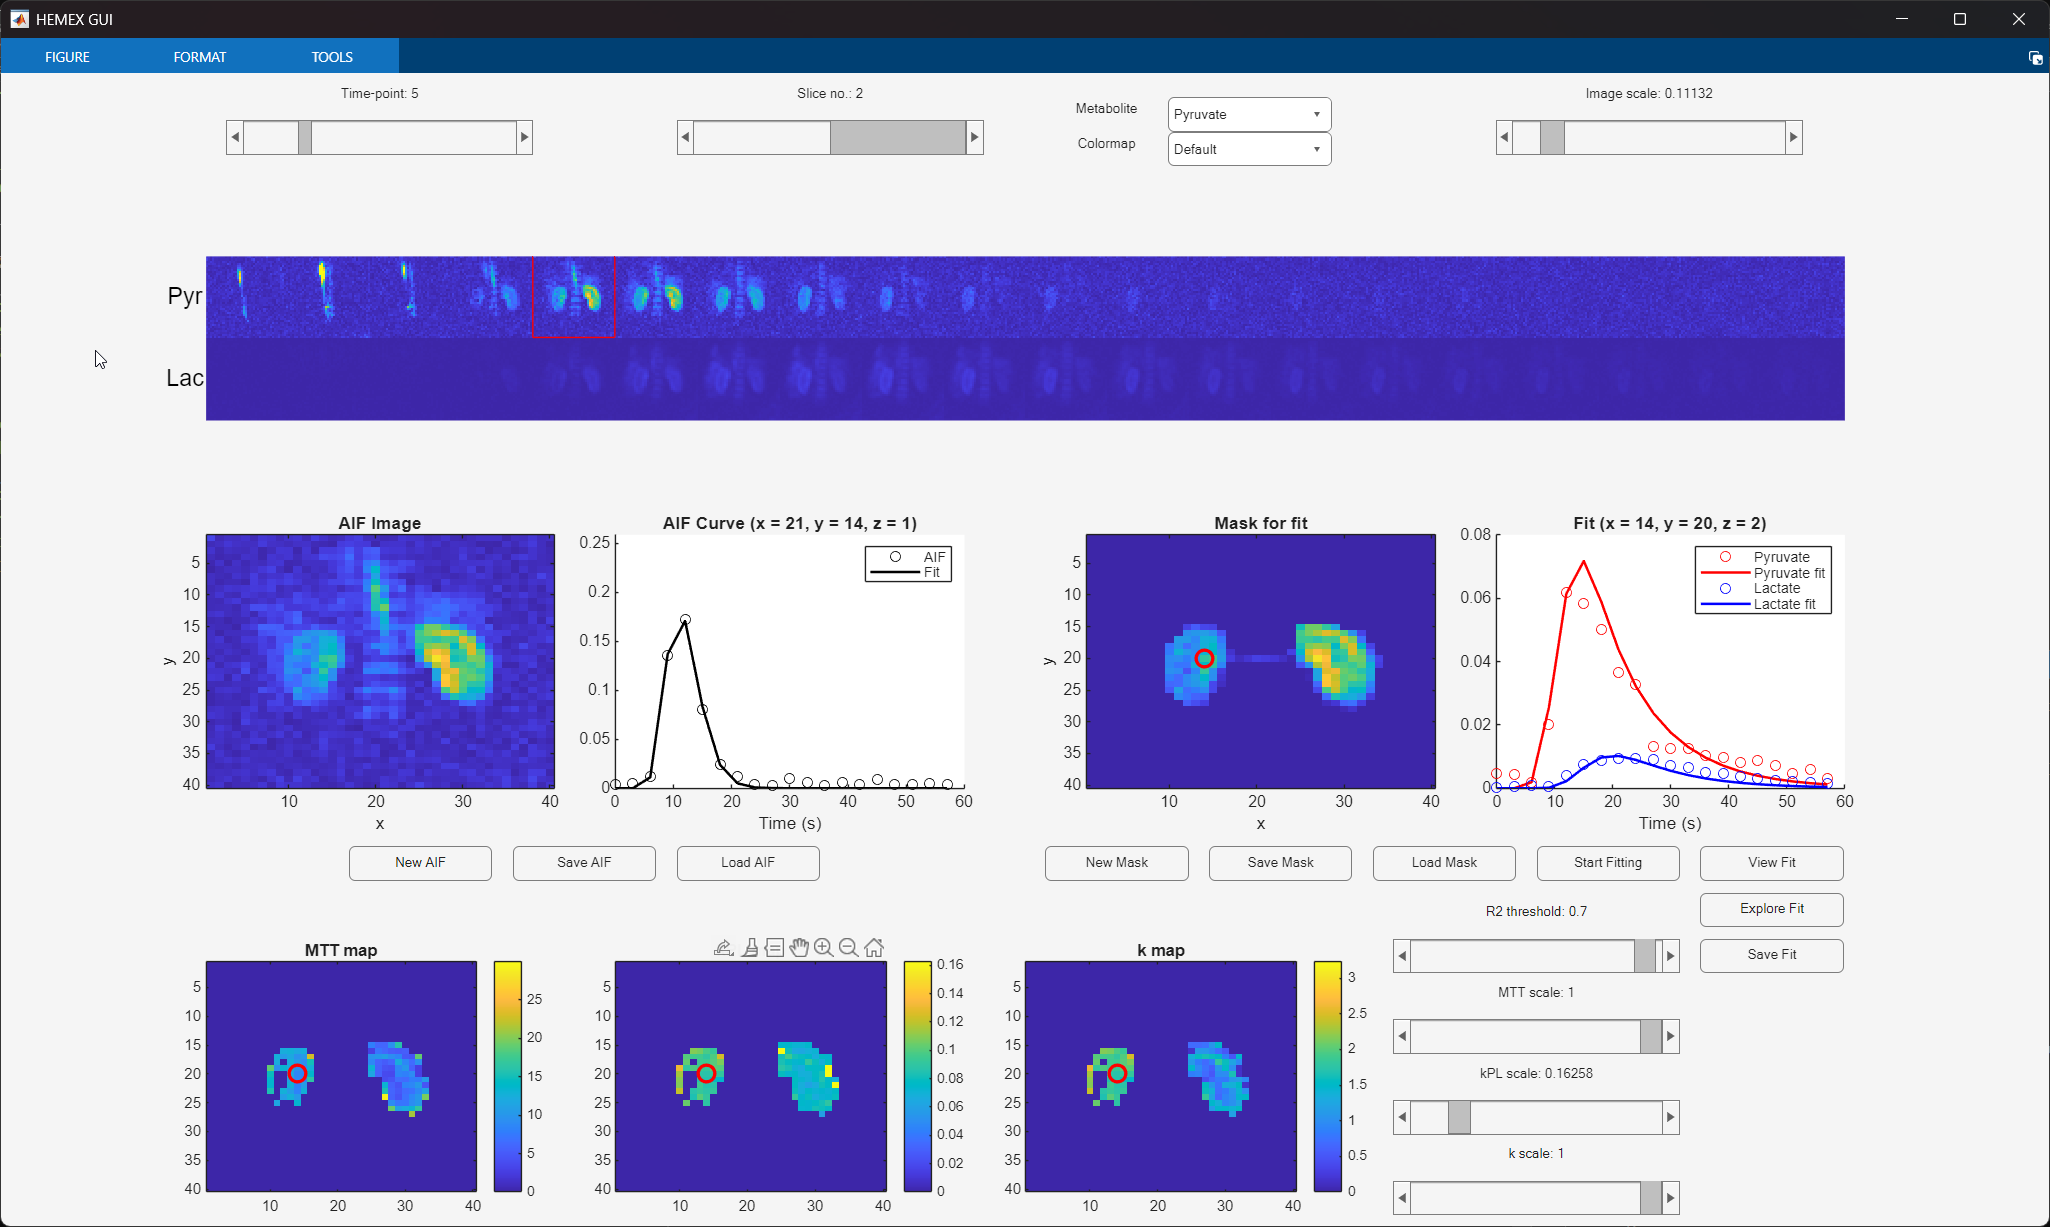 HEMEX GUI
FIGURE FORMAT TOOLS
Time-point: 5
Slice no.: 2
Metabolite Pyruvate
Colormap Default
Image scale: 0.11132
Pyr
Lac
AIF Image
5
10
15
20
25
30
35
40
y
10 20 30 40
x
AIF Curve (x = 21, y = 14, z = 1)
0.25
0.2
0.15
0.1
0.05
0
AIF
Fit
0 10 20 30 40 50 60
Time (s)
Mask for fit
5
10
15
20
25
30
35
40
y
10 20 30 40
x
Fit (x = 14, y = 20, z = 2)
0.08
0.06
0.04
0.02
0
Pyruvate
Pyruvate fit
Lactate
Lactate fit
0 10 20 30 40 50 60
Time (s)
New AIF Save AIF Load AIF
New Mask Save Mask Load Mask Start Fitting View Fit
Explore Fit
Save Fit
R2 threshold: 0.7
MTT scale: 1
kPL scale: 0.16258
k scale: 1
MTT map
5
10
15
20
25
30
35
40
10 20 30 40
25
20
15
10
5
0
5
10
15
20
25
30
35
40
10 20 30 40
0.16
0.14
0.12
0.1
0.08
0.06
0.04
0.02
0
k map
5
10
15
20
25
30
35
40
10 20 30 40
3
2.5
2
1.5
1
0.5
0